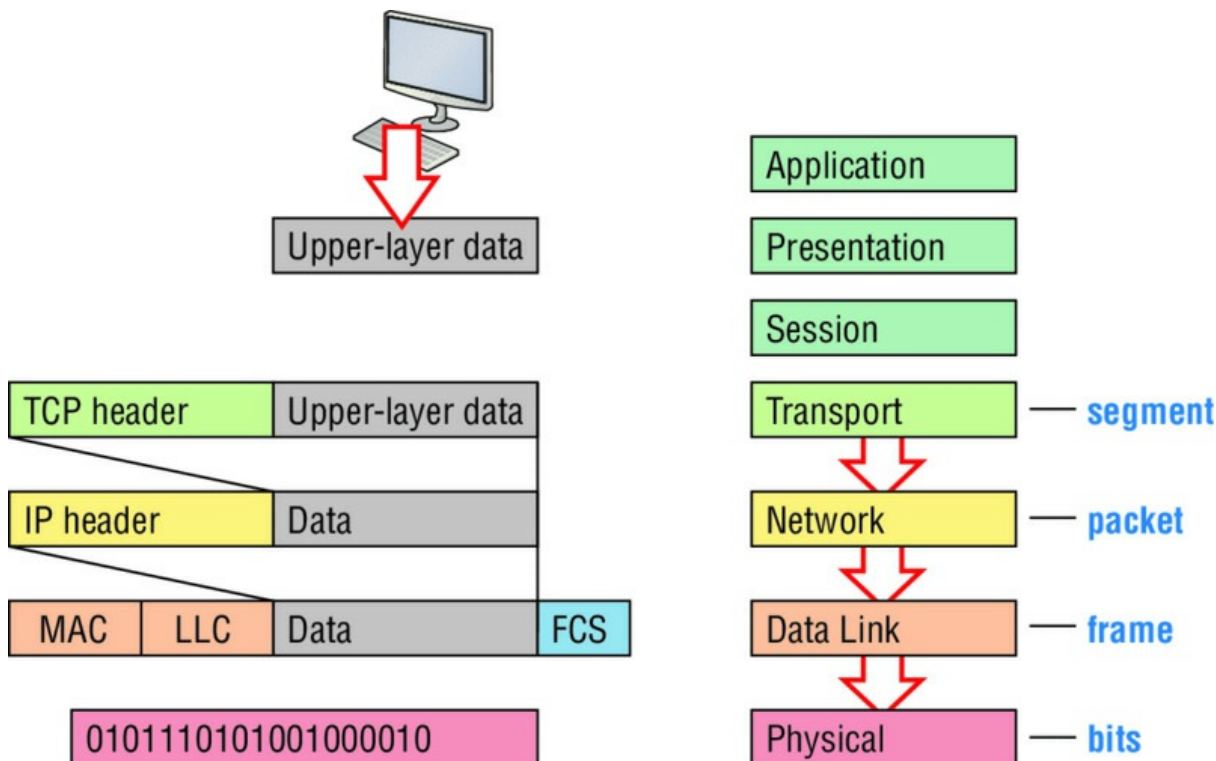 Application
Upper-layer data
Presentation
Session
TCP header Upper-layer data
Transport — segment
IP header Data
Network — packet
MAC LLC Data FCS
Data Link — frame
0101110101001000010
Physical — bits